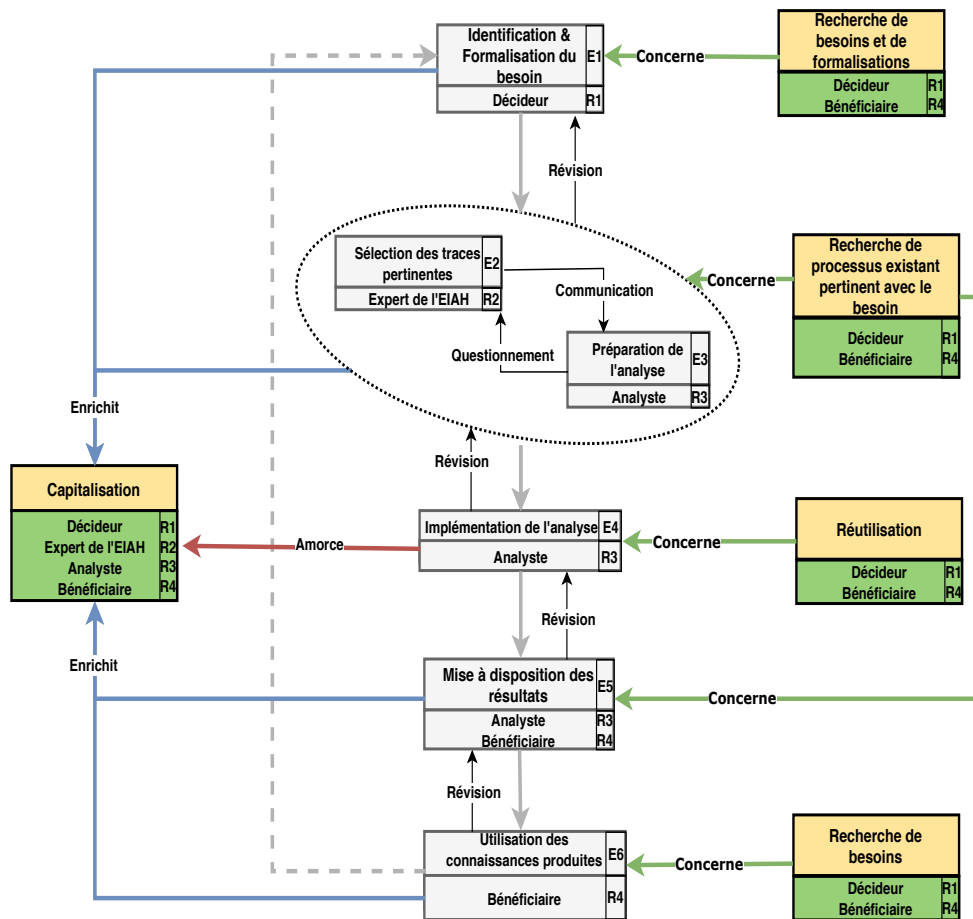 Identification &
Formalisation du
besoin
E1
Décideur
R1
Concerne
Recherche de
besoins et de
formalisations
Décideur R1
Bénéficiaire R4
Révision
Sélection des traces
pertinentes
E2
Expert de l'EIAH
R2
Communication
Questionnement
Préparation de
l'analyse
E3
Analyste
R3
Concerne
Recherche de
processus existant
pertinent avec le
besoin
Décideur R1
Bénéficiaire R4
Enrichit
Révision
Capitalisation
Décideur R1
Expert de l'EIAH R2
Analyste R3
Bénéficiaire R4
Amorce
Implémentation de l'analyse E4
Analyste R3
Concerne
Réutilisation
Décideur R1
Bénéficiaire R4
Révision
Enrichit
Mise à disposition des
résultats
E5
Analyste R3
Bénéficiaire R4
Concerne
Révision
Utilisation des
connaissances produites
E6
Bénéficiaire R4
Concerne
Recherche de
besoins
Décideur R1
Bénéficiaire R4